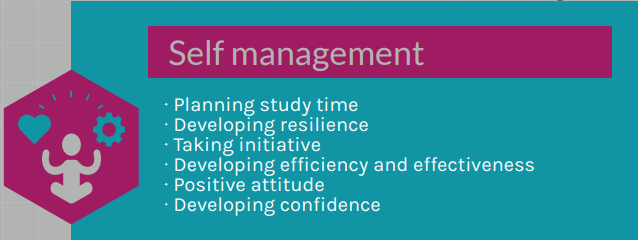 Self management
· Planning study time
· Developing resilience
· Taking initiative
· Developing efficiency and effectiveness
· Positive attitude
· Developing confidence